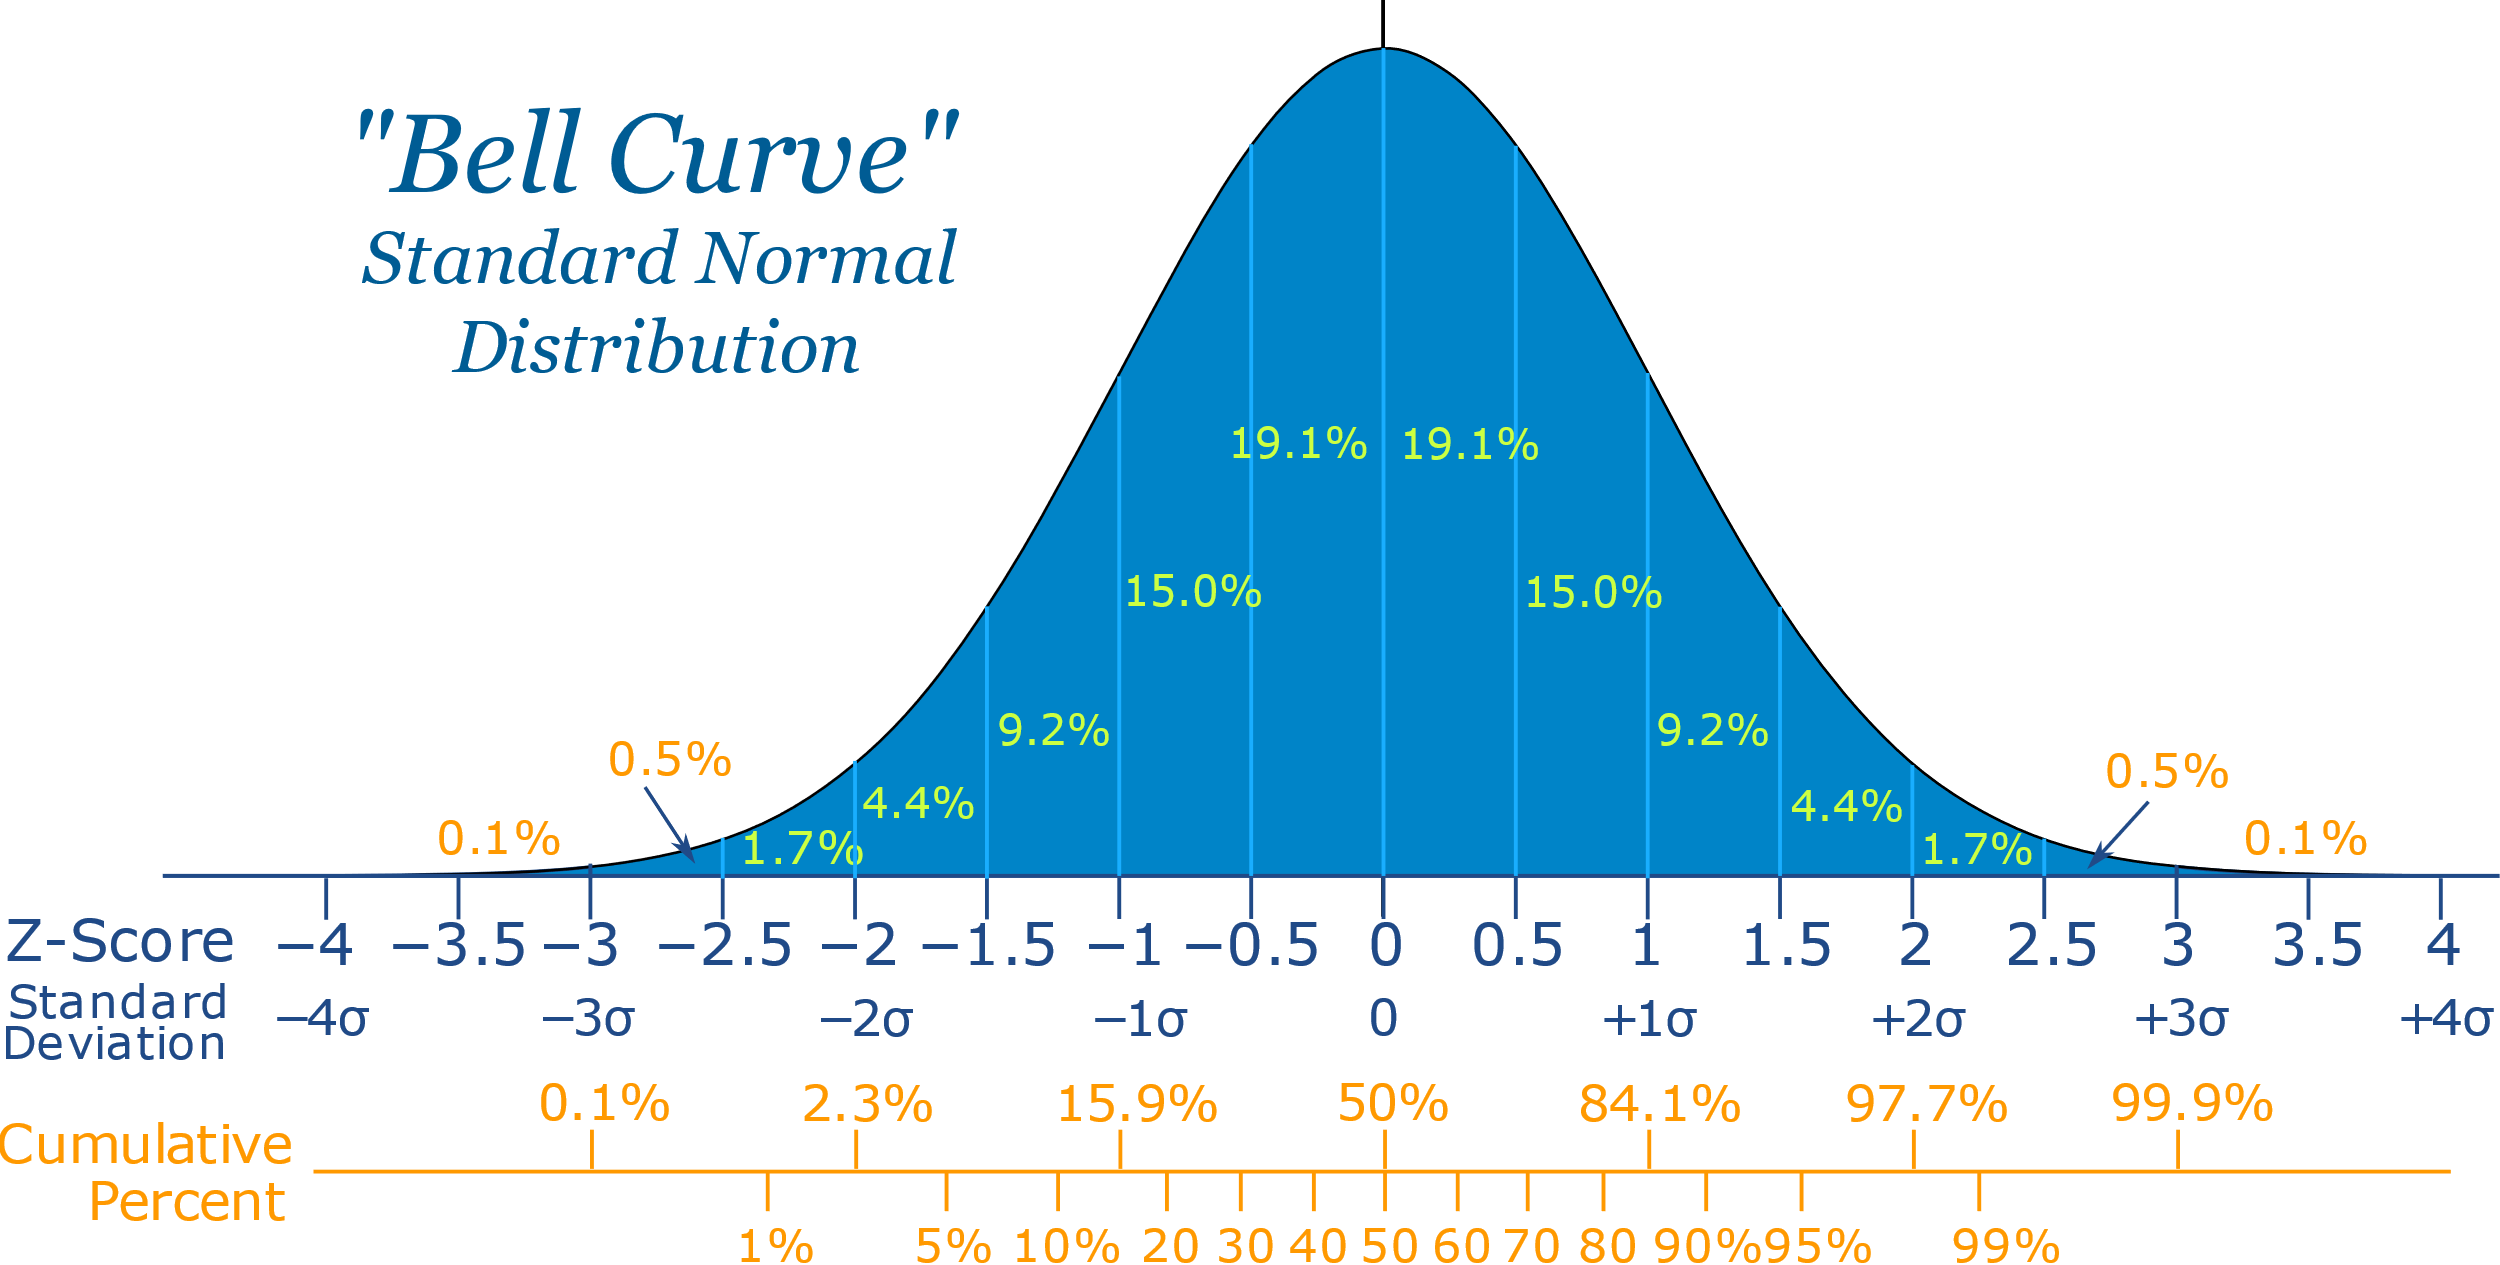 "Bell Curve"
Standard Normal
Distribution
19.1% 19.1%
15.0% 15.0%
9.2% 9.2%
0.5% 0.5%
4.4% 4.4%
0.1% 1.7% 1.7% 0.1%
Z-Score −4 −3.5 −3 −2.5 −2 −1.5 −1 −0.5 0 0.5 1 1.5 2 2.5 3 3.5 4
Standard
Deviation −4σ −3σ −2σ −1σ 0 +1σ +2σ +3σ +4σ
0.1% 2.3% 15.9% 50% 84.1% 97.7% 99.9%
Cumulative
Percent
1% 5% 10% 20 30 40 50 60 70 80 90% 95% 99%